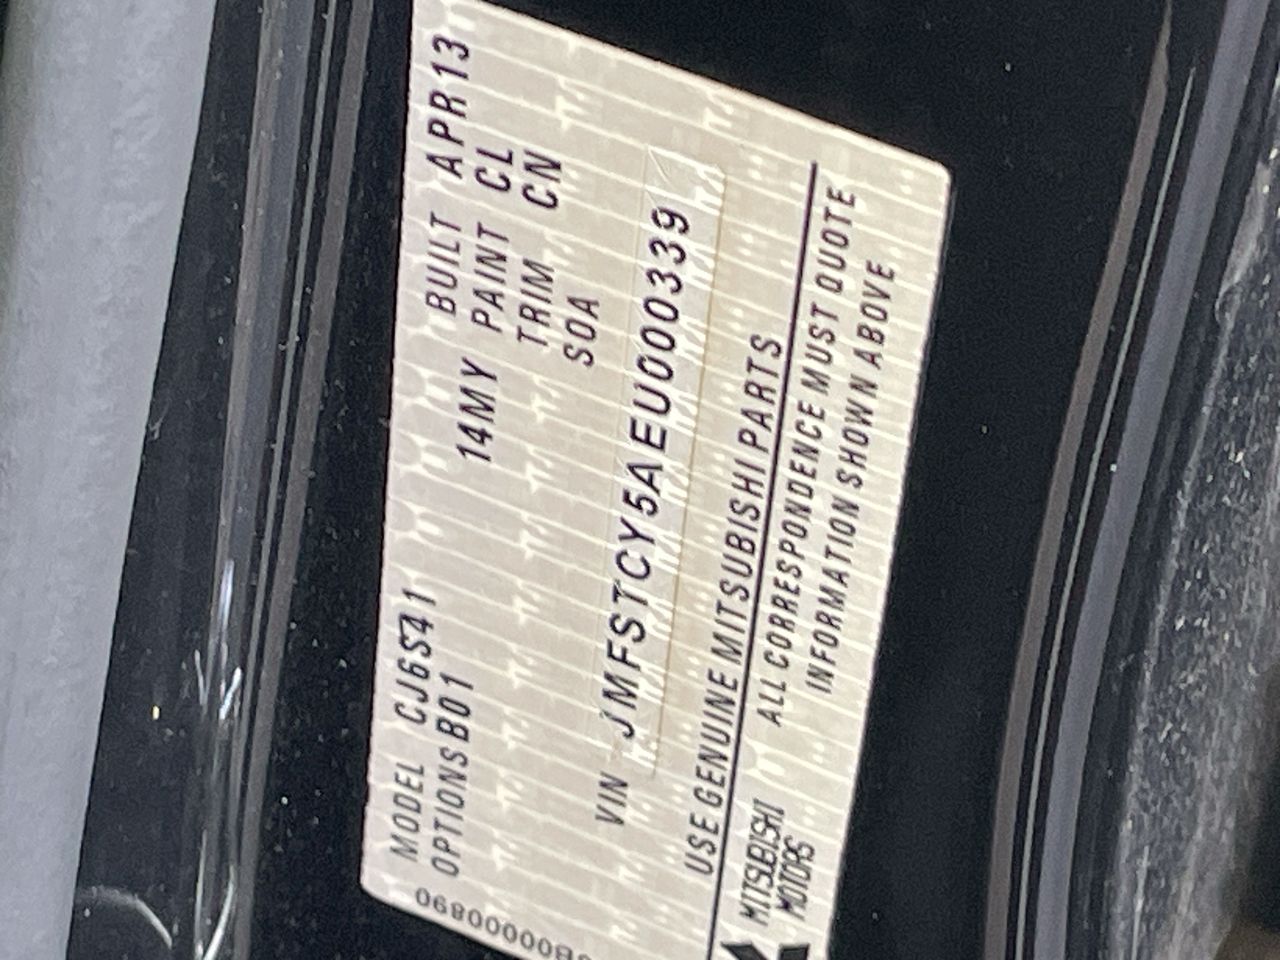 MODEL CJ6S41 14MY BUILT APR13
OPTIONS B01 PAINT CL
TRIM CN
SOA
VIN JMFSTCY5AEU000339
USE GENUINE MITSUBISHI PARTS
MITSUBISHI
MOTORS
ALL CORRESPONDENCE MUST QUOTE
INFORMATION SHOWN ABOVE